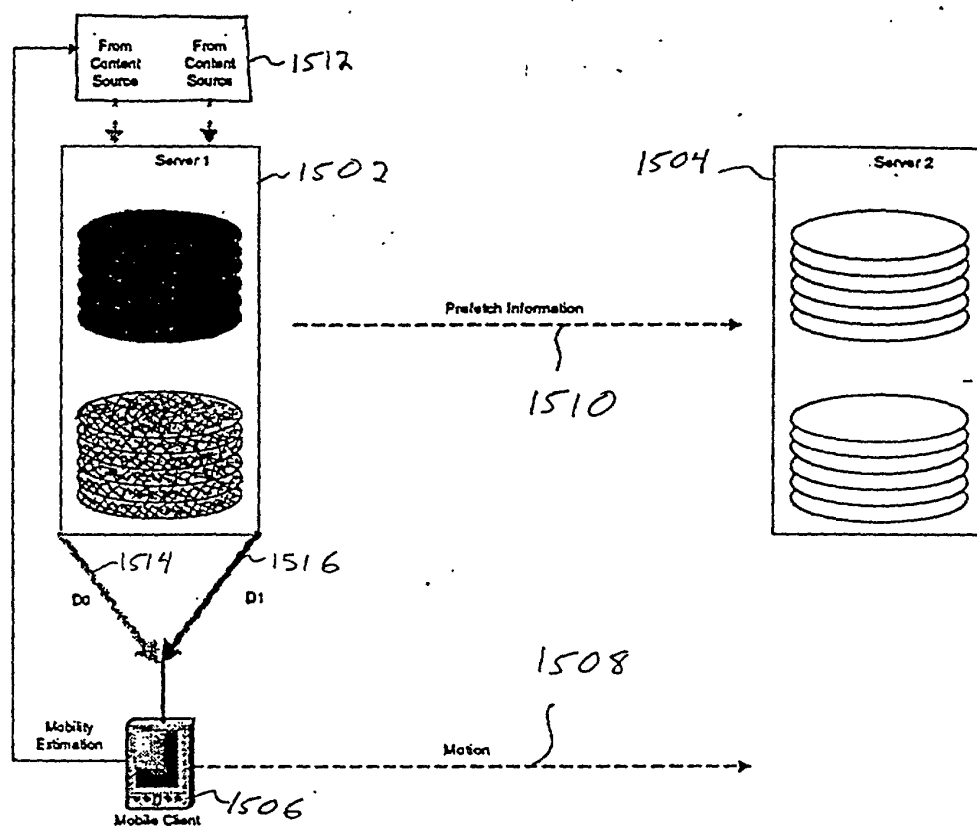 From Content Source
From Content Source
1512
Server 1
1502
1504
Server 2
Prefetch Information
1510
1514
1516
D0
D1
1508
Mobility Estimation
Motion
1506
Mobile Client